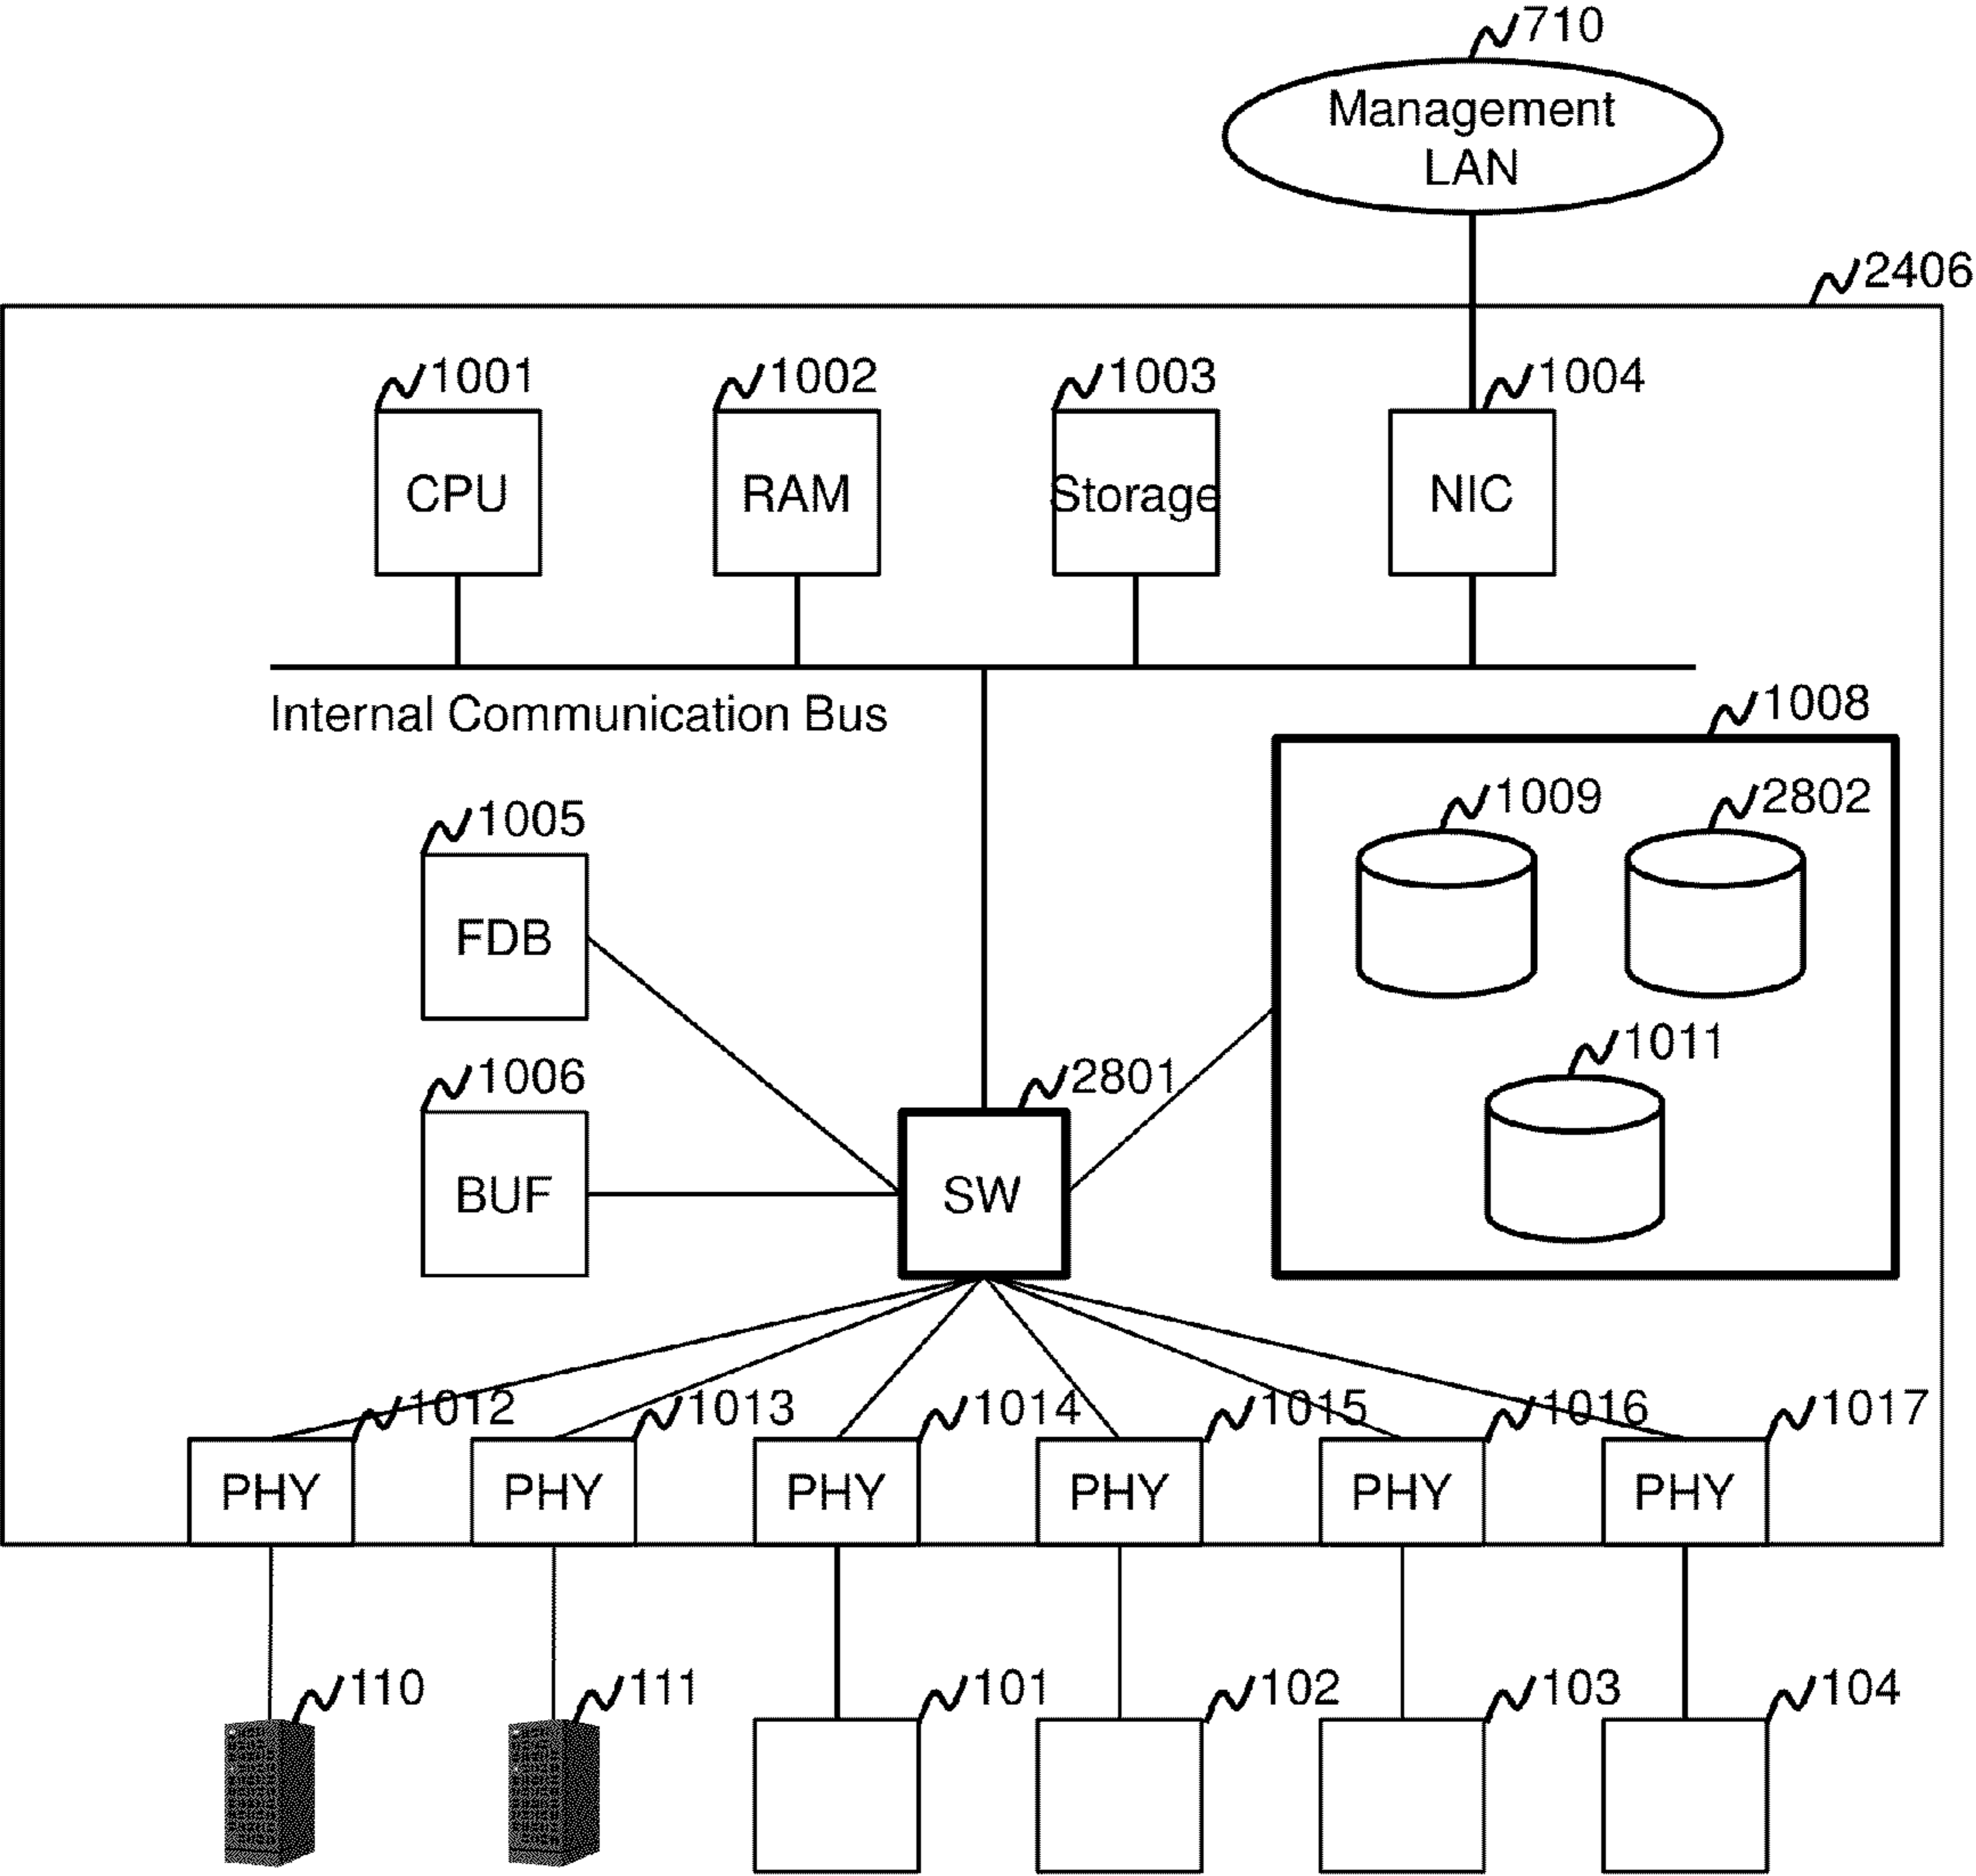 710
Management
LAN
2406
1001
1002
1003
1004
CPU
RAM
Storage
NIC
Internal Communication Bus
1008
1009
2802
1005
FDB
1011
1006
2801
BUF
SW
1012
1013
1014
1015
1016
1017
PHY
PHY
PHY
PHY
PHY
PHY
110
111
101
102
103
104